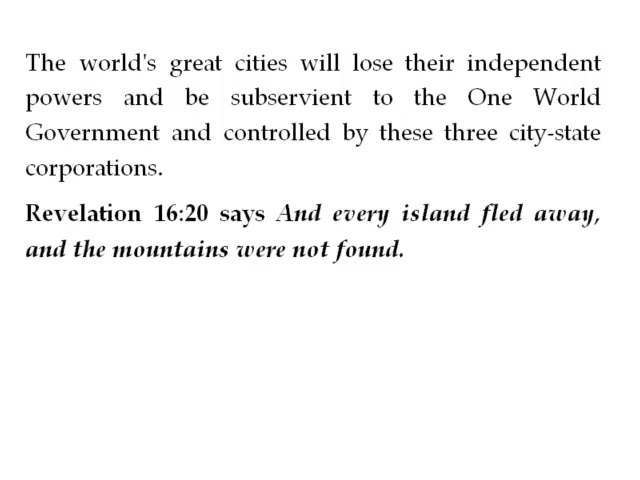 The world's great cities will lose their independent
powers and be subservient to the One World
Government and controlled by these three city-state
corporations.
Revelation 16:20 says And every island fled away,
and the mountains were not found.